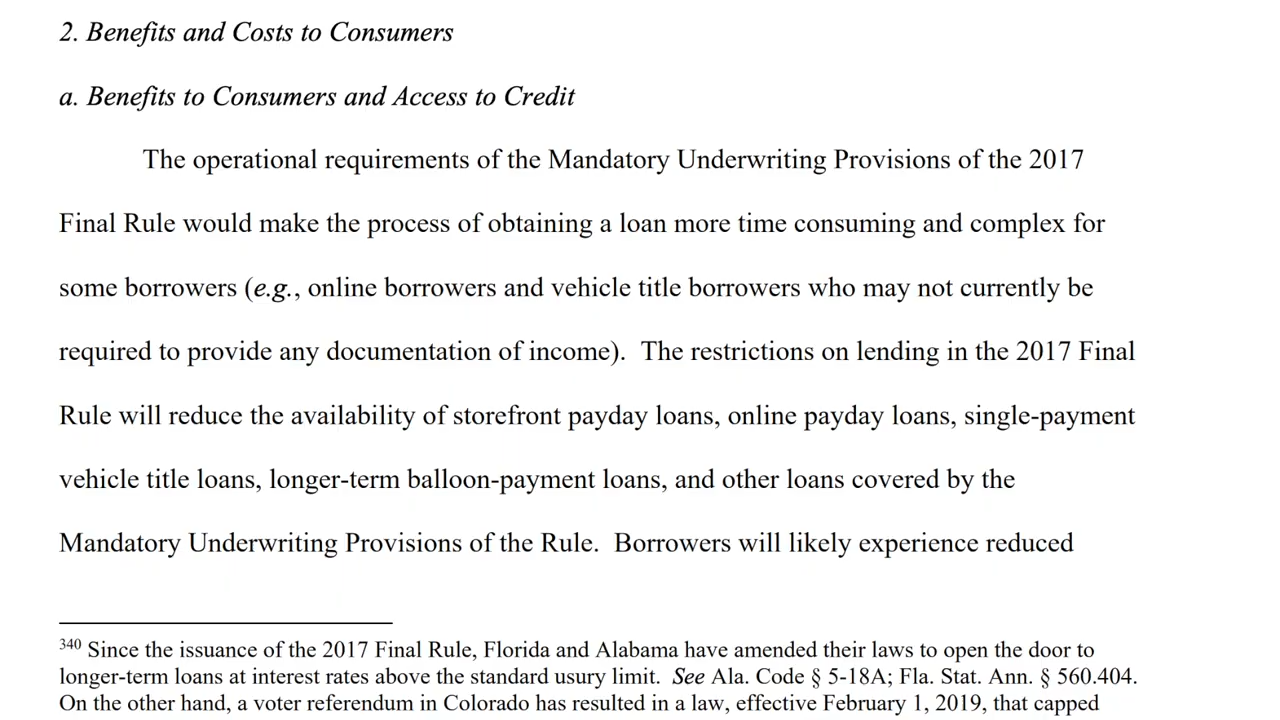 2. Benefits and Costs to Consumers
a. Benefits to Consumers and Access to Credit
The operational requirements of the Mandatory Underwriting Provisions of the 2017
Final Rule would make the process of obtaining a loan more time consuming and complex for
some borrowers (e.g., online borrowers and vehicle title borrowers who may not currently be
required to provide any documentation of income).  The restrictions on lending in the 2017 Final
Rule will reduce the availability of storefront payday loans, online payday loans, single-payment
vehicle title loans, longer-term balloon-payment loans, and other loans covered by the
Mandatory Underwriting Provisions of the Rule.  Borrowers will likely experience reduced
340 Since the issuance of the 2017 Final Rule, Florida and Alabama have amended their laws to open the door to
longer-term loans at interest rates above the standard usury limit.  See Ala. Code § 5-18A; Fla. Stat. Ann. § 560.404.
On the other hand, a voter referendum in Colorado has resulted in a law, effective February 1, 2019, that capped